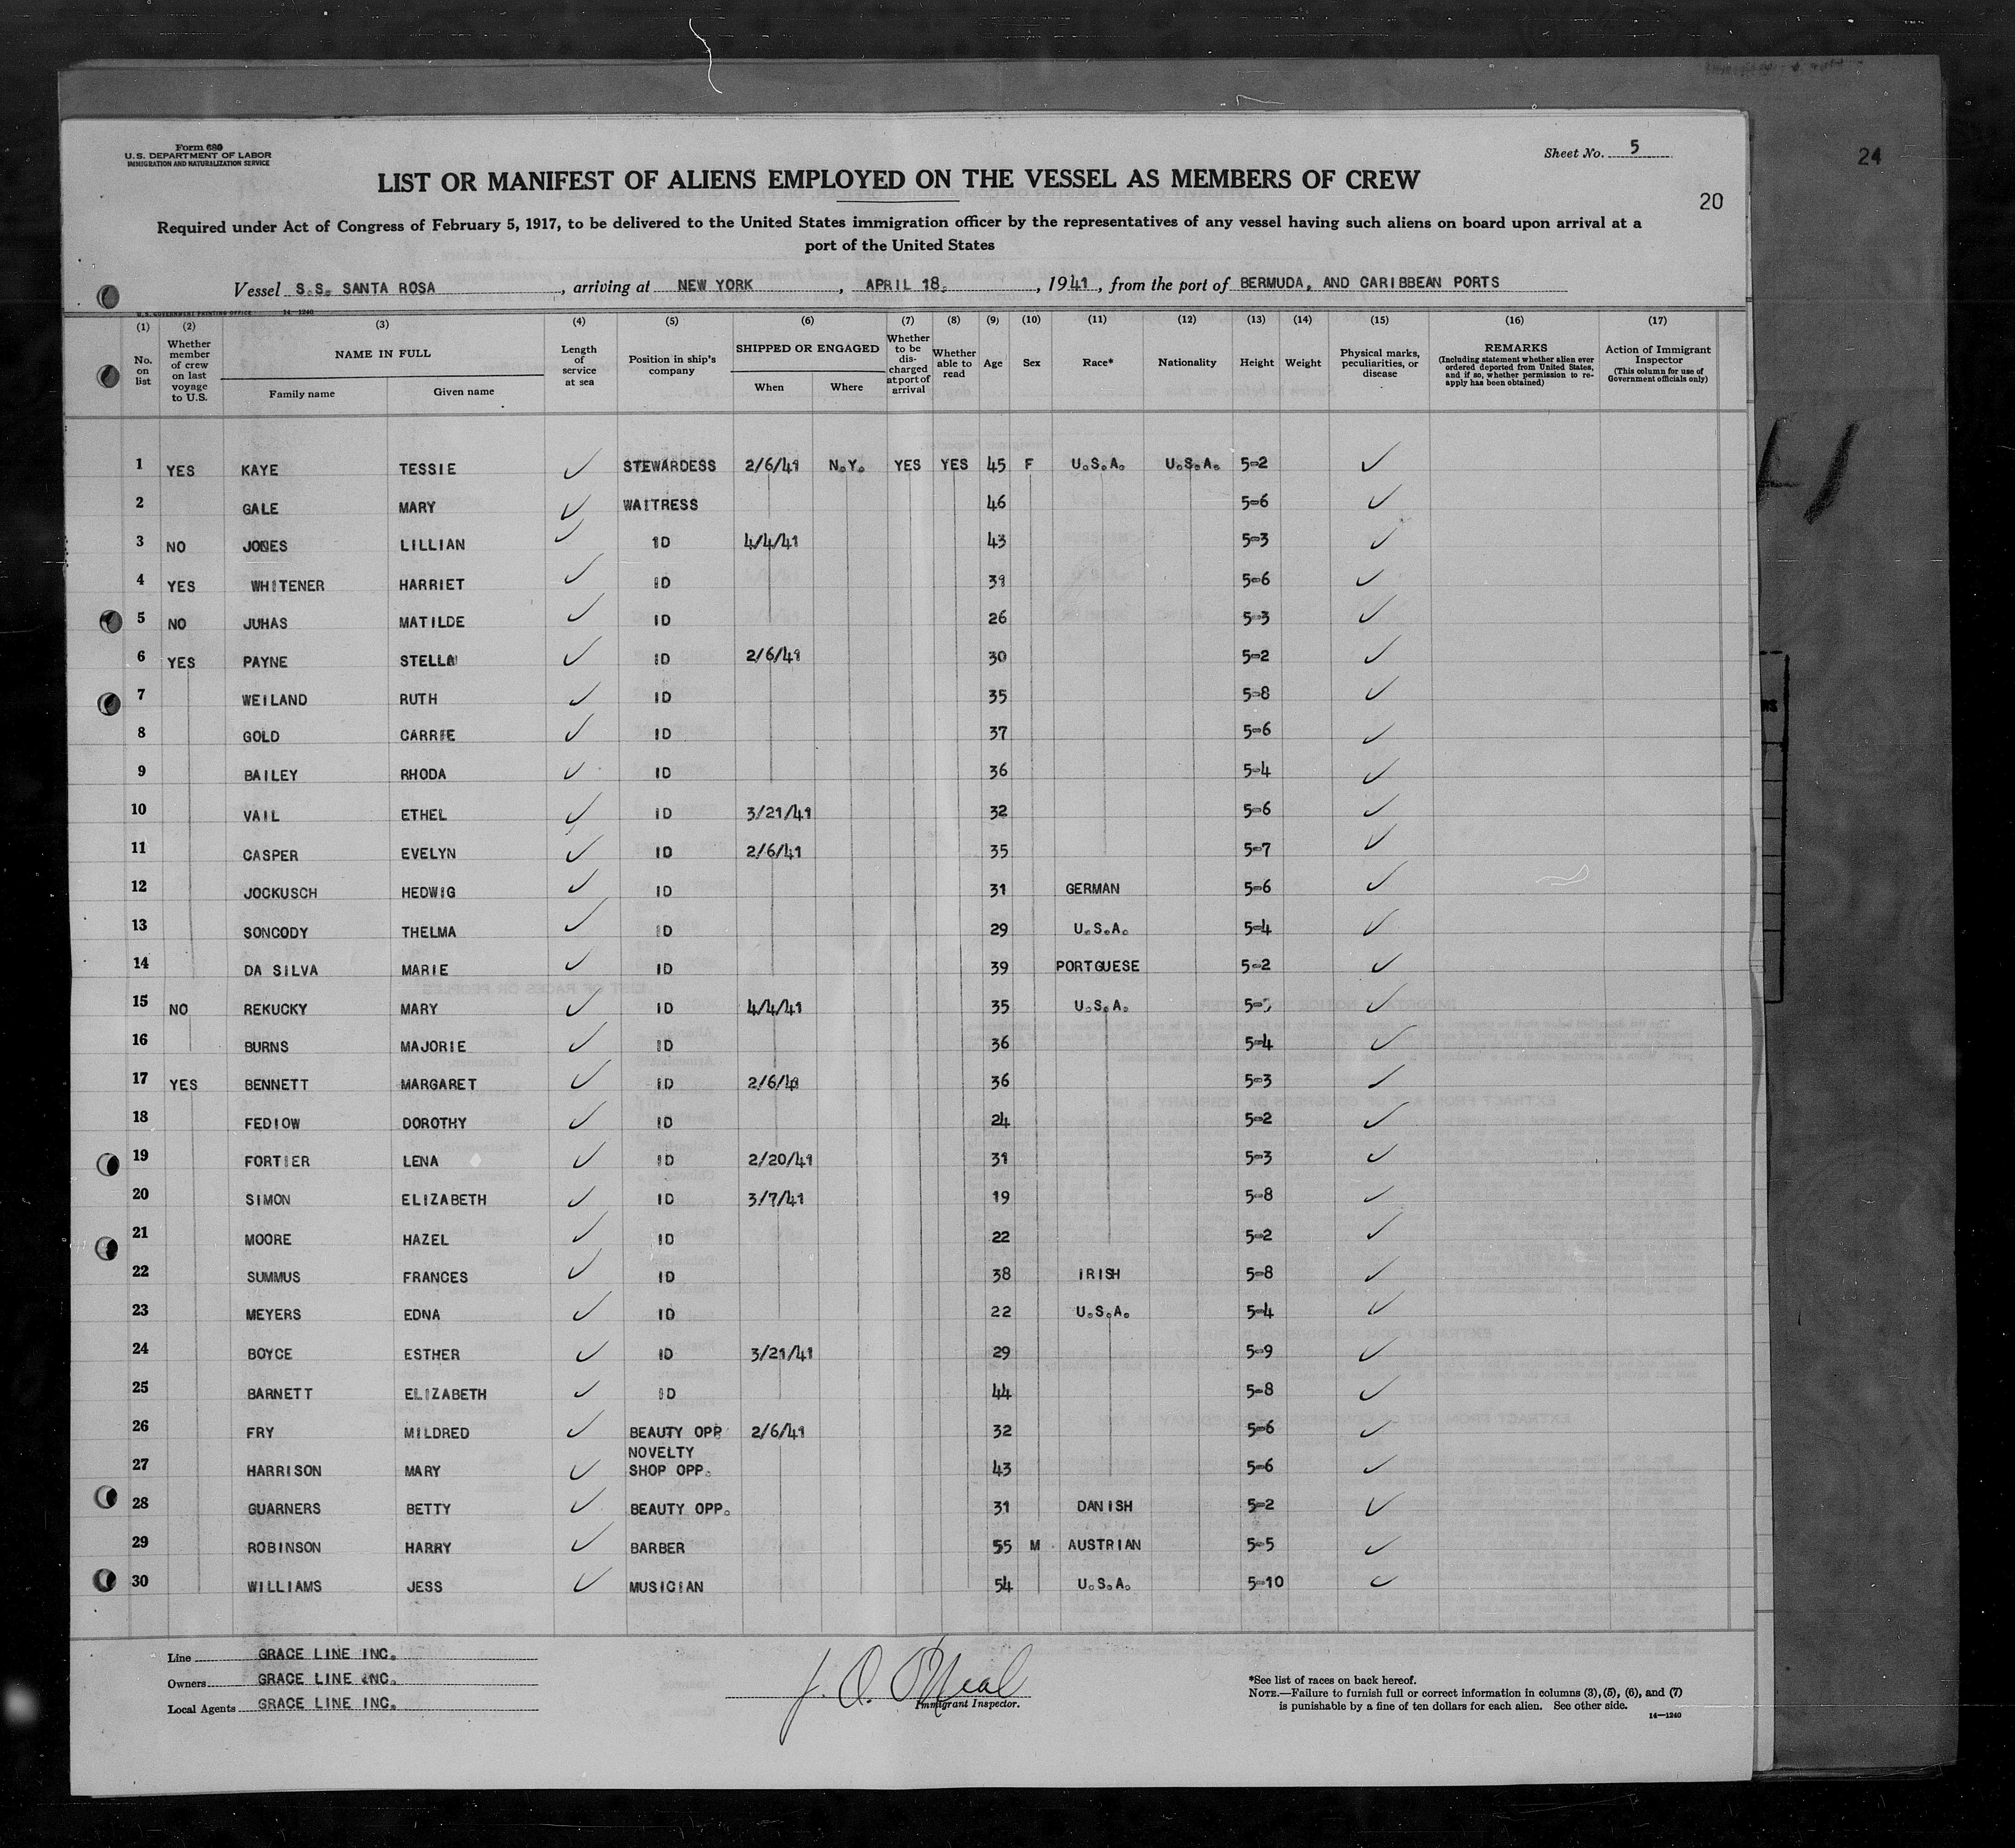 Form 680
U.S. DEPARTMENT OF LABOR
IMMIGRATION AND NATURALIZATION SERVICE
Sheet No. 5
24
20
LIST OR MANIFEST OF ALIENS EMPLOYED ON THE VESSEL AS MEMBERS OF CREW
Required under Act of Congress of February 5, 1917, to be delivered to the United States immigration officer by the representatives of any vessel having such aliens on board upon arrival at a
port of the United States
Vessel S.S. SANTA ROSA, arriving at NEW YORK, APRIL 18, 1941, from the port of BERMUDA, AND CARIBBEAN PORTS
U.S. GOVERNMENT PRINTING OFFICE 14—1240
(1) No. on list
(2) Whether member of crew on last voyage to U.S.
(3) NAME IN FULL Family name Given name
(4) Length of service at sea
(5) Position in ship's company
(6) SHIPPED OR ENGAGED When Where
(7) Whether to be discharged at port of arrival
(8) Whether able to read
(9) Age
(10) Sex
(11) Race*
(12) Nationality
(13) Height
(14) Weight
(15) Physical marks, peculiarities, or disease
(16) REMARKS (Including statement whether alien ever ordered deported from United States, and if so, whether permission to re-apply has been obtained)
(17) Action of Immigrant Inspector (This column for use of Government officials only)
1 YES KAYE TESSIE ✓ STEWARDESS 2/6/41 N.Y. YES YES 45 F U.S.A. U.S.A. 5-2 ✓
2 GALE MARY ✓ WAITRESS 46 5-6 ✓
3 NO JONES LILLIAN ✓ ID 4/4/41 43 5-3 ✓
4 YES WHITENER HARRIET ✓ ID 39 5-6 ✓
5 NO JUHAS MATILDE ✓ ID 26 5-3 ✓
6 YES PAYNE STELLA ✓ ID 2/6/41 30 5-2 ✓
7 WEILAND RUTH ✓ ID 35 5-8 ✓
8 GOLD CARRIE ✓ ID 37 5-6 ✓
9 BAILEY RHODA ✓ ID 36 5-4 ✓
10 VAIL ETHEL ✓ ID 3/21/41 32 5-6 ✓
11 CASPER EVELYN ✓ ID 2/6/41 35 5-7 ✓
12 JOCKUSCH HEDWIG ✓ ID 31 GERMAN 5-6 ✓
13 SONCODY THELMA ✓ ID 29 U.S.A. 5-4 ✓
14 DA SILVA MARIE ✓ ID 39 PORTGUESE 5-2 ✓
15 NO REKUCKY MARY ✓ ID 4/4/41 35 U.S.A. ✓
16 BURNS MAJORIE ✓ ID 36 5-4 ✓
17 YES BENNETT MARGARET ✓ ID 2/6/41 36 5-3 ✓
18 FEDIOW DOROTHY ✓ ID 24 5-2 ✓
19 FORTIER LENA ✓ ID 2/20/41 31 5-3 ✓
20 SIMON ELIZABETH ✓ ID 3/7/41 19 5-8 ✓
21 MOORE HAZEL ✓ ID 22 5-2 ✓
22 SUMMUS FRANCES ✓ ID 38 IRISH 5-8 ✓
23 MEYERS EDNA ✓ ID 22 U.S.A. 5-4 ✓
24 BOYCE ESTHER ✓ ID 3/21/41 29 5-9 ✓
25 BARNETT ELIZABETH ✓ ID 44 5-8 ✓
26 FRY MILDRED ✓ BEAUTY OPP 2/6/41 32 5-6 ✓
27 HARRISON MARY ✓ NOVELTY SHOP OPP. 43 5-6 ✓
28 GUARNERS BETTY ✓ BEAUTY OPP. 31 DANISH 5-2 ✓
29 ROBINSON HARRY ✓ BARBER 55 M AUSTRIAN 5-5 ✓
30 WILLIAMS JESS ✓ MUSICIAN 54 U.S.A. 5-10 ✓
Line GRACE LINE INC.
Owners GRACE LINE INC.
Local Agents GRACE LINE INC.
J. O. O'Neal
Immigrant Inspector.
*See list of races on back hereof.
NOTE.—Failure to furnish full or correct information in columns (3), (5), (6), and (7)
is punishable by a fine of ten dollars for each alien. See other side.
14—1240